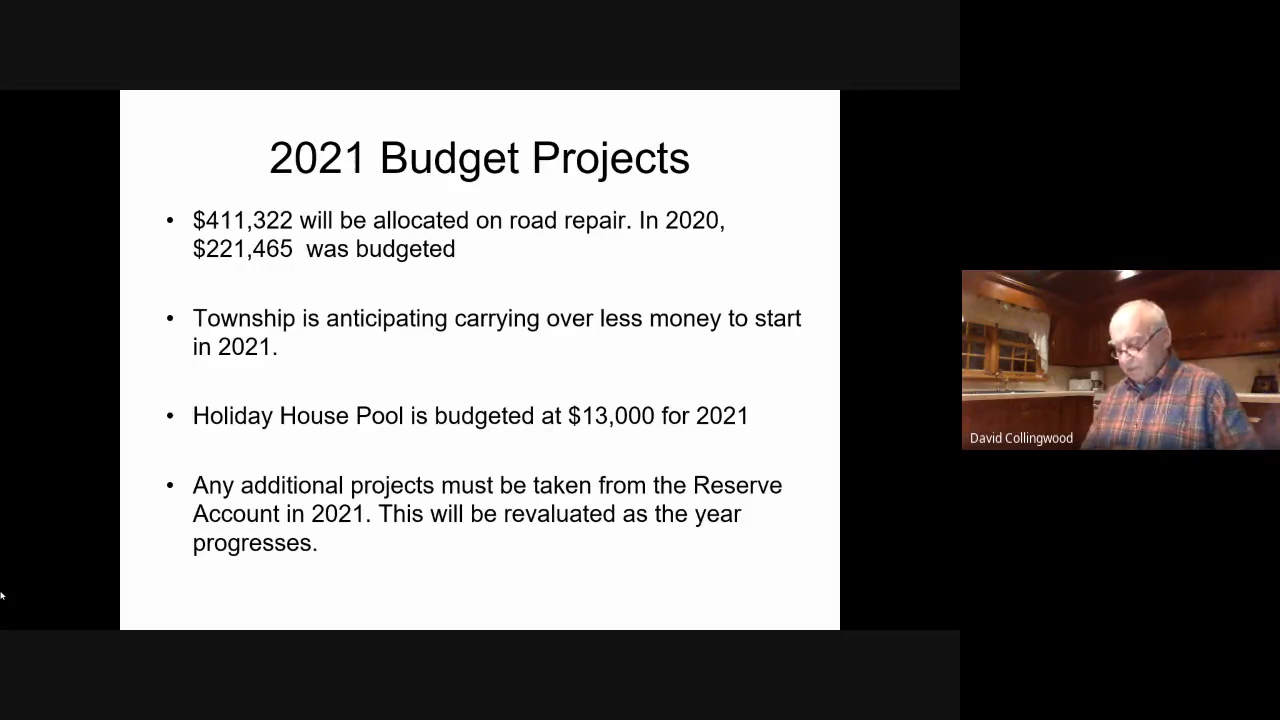 2021 Budget Projects
• $411,322 will be allocated on road repair. In 2020,
$221,465  was budgeted
• Township is anticipating carrying over less money to start
in 2021.
• Holiday House Pool is budgeted at $13,000 for 2021
• Any additional projects must be taken from the Reserve
Account in 2021. This will be revaluated as the year
progresses.
David Collingwood